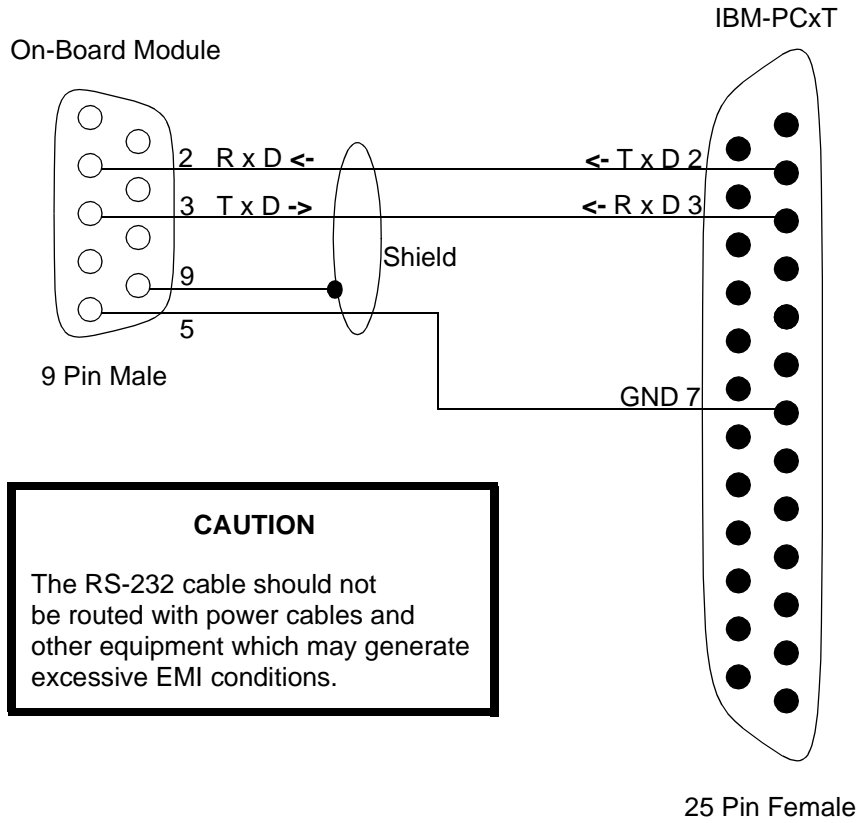 IBM-PCxT
On-Board Module
2 R x D <- <- T x D 2
3 T x D -> <- R x D 3
Shield
9
5
9 Pin Male
GND 7
CAUTION
The RS-232 cable should not
be routed with power cables and
other equipment which may generate
excessive EMI conditions.
25 Pin Female